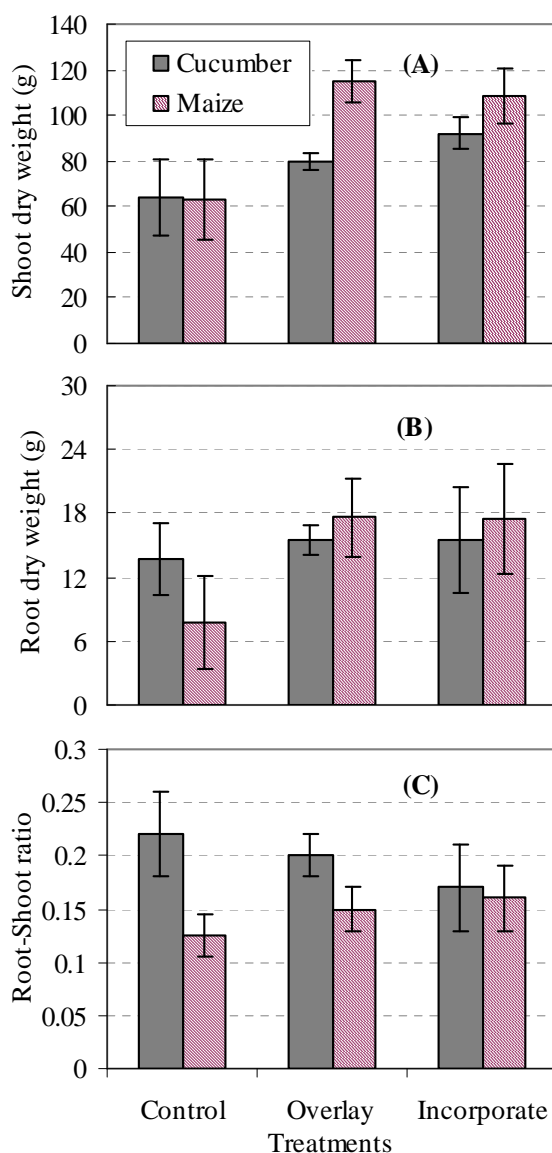 Shoot dry weight (g)
140
120
100
80
60
40
20
0
Cucumber
Maize
(A)
Root dry weight (g)
30
24
18
12
6
0
(B)
Root-Shoot ratio
0.3
0.25
0.2
0.15
0.1
0.05
0
(C)
Control Overlay Incorporate
Treatments